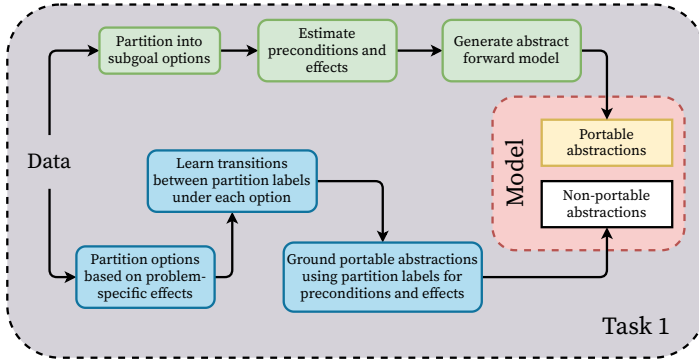 Partition into
subgoal options
Estimate
preconditions and
effects
Generate abstract
forward model
Data
Learn transitions
between partition labels
under each option
Partition options
based on problem-
specific effects
Ground portable abstractions
using partition labels for
preconditions and effects
Model
Portable
abstractions
Non-portable
abstractions
Task 1